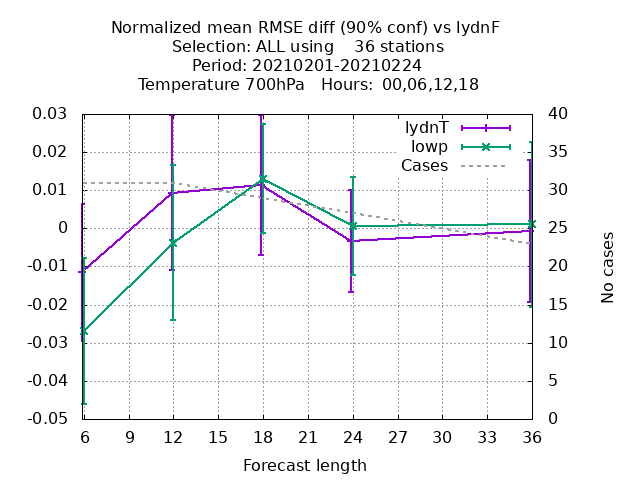 Normalized mean RMSE diff (90% conf) vs lydnF
Selection: ALL using    36 stations
Period: 20210201-20210224
Temperature 700hPa   Hours:  00,06,12,18
lydnT
lowp
Cases
0.03
0.02
0.01
0
-0.01
-0.02
-0.03
-0.04
-0.05
40
35
30
25
20
15
10
5
0
No cases
6 9 12 15 18 21 24 27 30 33 36
Forecast length